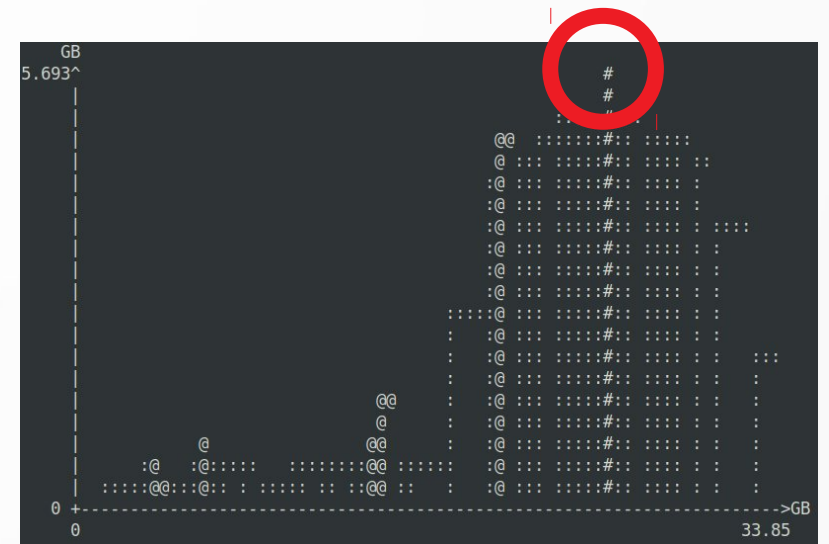 GB
5.693^
#
|                                                     #
|                                                :: # :
|                                          @@  :::::::#:: :::::
|                                          @ :::  :::::#:: :::: ::
|                                         :@ :::  :::::#:: :::: :
|                                         :@ :::  :::::#:: :::: :
|                                         :@ :::  :::::#:: :::: : ::::
|                                         :@ :::  :::::#:: :::: : :
|                                         :@ :::  :::::#:: :::: : :
|                                         :@ :::  :::::#:: :::: : :
|                                     :::::@ :::  :::::#:: :::: : :
|                                     :   :@ :::  :::::#:: :::: : :
|                                     :   :@ :::  :::::#:: :::: : :   :::
|                                     :   :@ :::  :::::#:: :::: : :   :
|                              @@     :   :@ :::  :::::#:: :::: : :   :
|                              @      :   :@ :::  :::::#:: :::: : :   :
|            @                @@      :   :@ :::  :::::#:: :::: : :   :
|      :@   :@:::::   :::::::::@@ ::::::   :@ :::  :::::#:: :::: : :   :
|  :::::@@:::@:: : ::::: :: ::@@ ::   :   :@ :::  :::::#:: :::: : :   :
0 +----------------------------------------------------------------------->GB
0 33.85